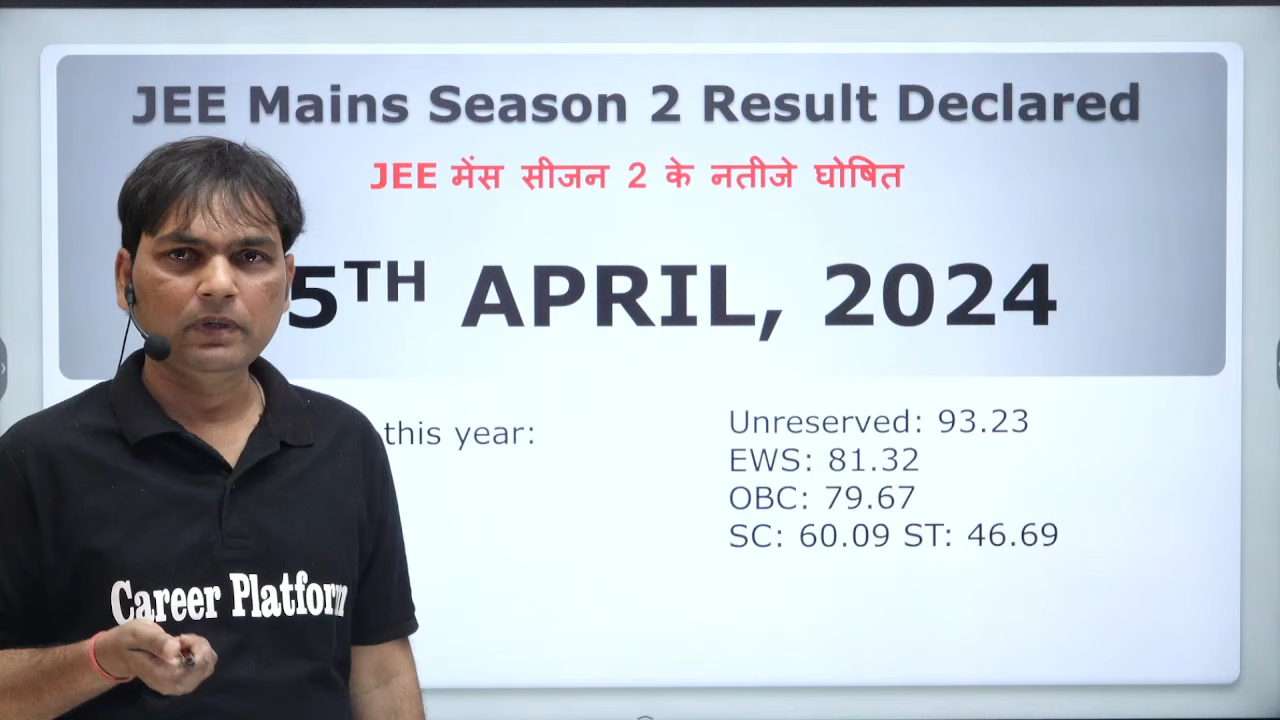 JEE Mains Season 2 Result Declared
JEE मेंस सीजन 2 के नतीजे घोषित
5TH APRIL, 2024
this year:
Unreserved: 93.23
EWS: 81.32
OBC: 79.67
SC: 60.09 ST: 46.69
Career Platform